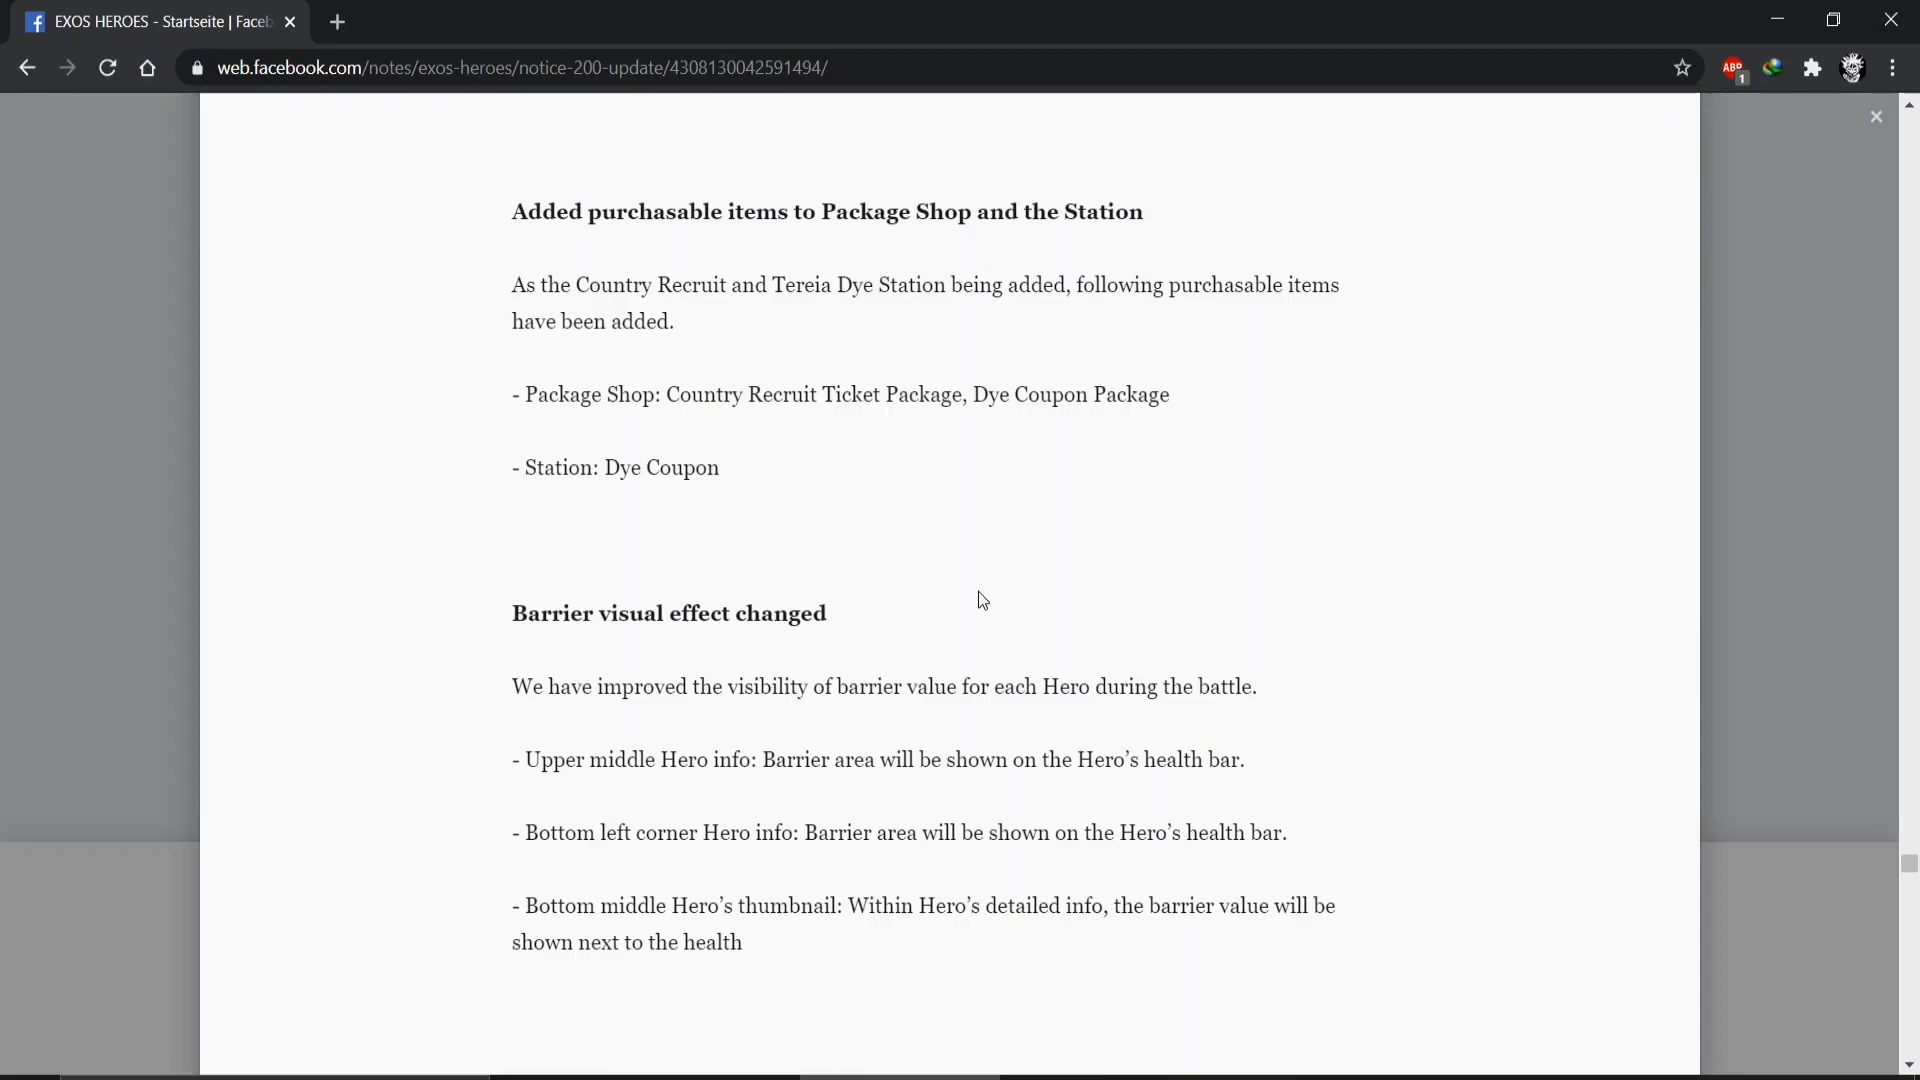 EXOS HEROES - Startseite | Faceb
web.facebook.com/notes/exos-heroes/notice-200-update/4308130042591494/
ABP
1
Added purchasable items to Package Shop and the Station
As the Country Recruit and Tereia Dye Station being added, following purchasable items
have been added.
- Package Shop: Country Recruit Ticket Package, Dye Coupon Package
- Station: Dye Coupon
Barrier visual effect changed
We have improved the visibility of barrier value for each Hero during the battle.
- Upper middle Hero info: Barrier area will be shown on the Hero’s health bar.
- Bottom left corner Hero info: Barrier area will be shown on the Hero’s health bar.
- Bottom middle Hero’s thumbnail: Within Hero’s detailed info, the barrier value will be
shown next to the health